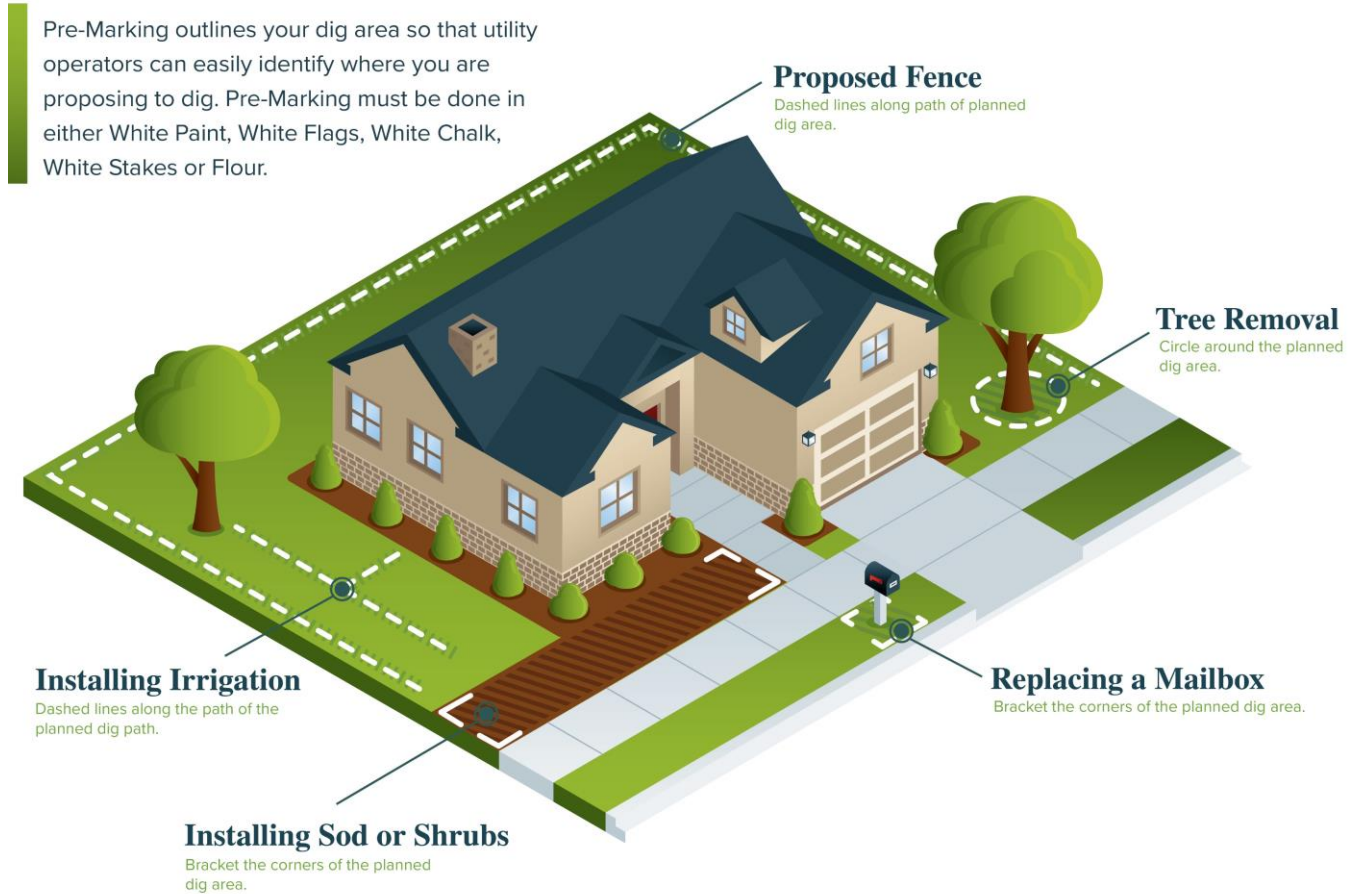 Pre-Marking outlines your dig area so that utility
operators can easily identify where you are
proposing to dig. Pre-Marking must be done in
either White Paint, White Flags, White Chalk,
White Stakes or Flour.
Proposed Fence
Dashed lines along path of planned
dig area.
Tree Removal
Circle around the planned
dig area.
Installing Irrigation
Dashed lines along the path of the
planned dig path.
Replacing a Mailbox
Bracket the corners of the planned dig area.
Installing Sod or Shrubs
Bracket the corners of the planned
dig area.